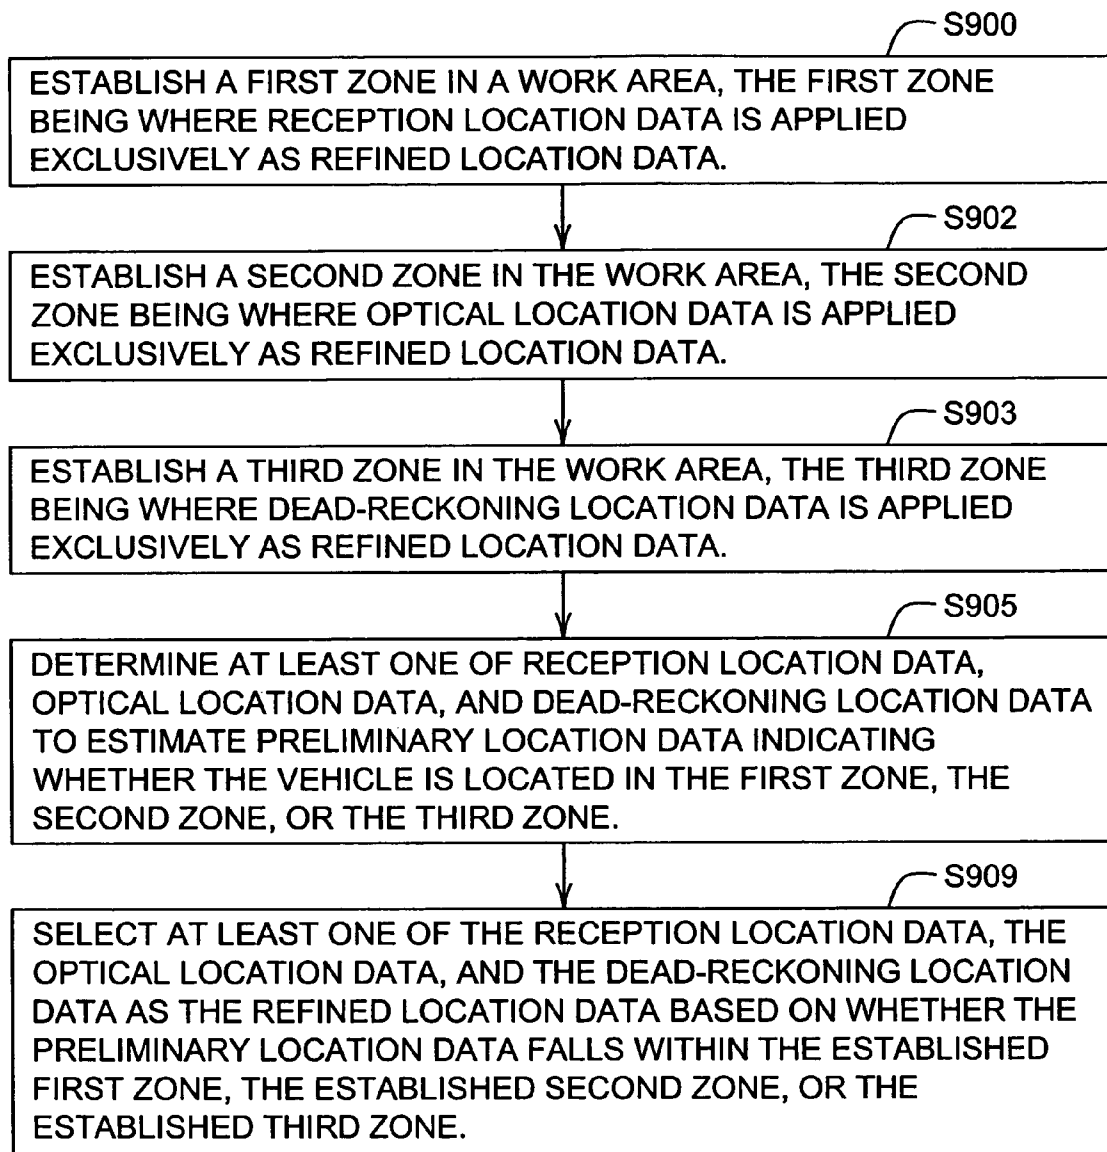 S900
ESTABLISH A FIRST ZONE IN A WORK AREA, THE FIRST ZONE
BEING WHERE RECEPTION LOCATION DATA IS APPLIED
EXCLUSIVELY AS REFINED LOCATION DATA.
S902
ESTABLISH A SECOND ZONE IN THE WORK AREA, THE SECOND
ZONE BEING WHERE OPTICAL LOCATION DATA IS APPLIED
EXCLUSIVELY AS REFINED LOCATION DATA.
S903
ESTABLISH A THIRD ZONE IN THE WORK AREA, THE THIRD ZONE
BEING WHERE DEAD-RECKONING LOCATION DATA IS APPLIED
EXCLUSIVELY AS REFINED LOCATION DATA.
S905
DETERMINE AT LEAST ONE OF RECEPTION LOCATION DATA,
OPTICAL LOCATION DATA, AND DEAD-RECKONING LOCATION DATA
TO ESTIMATE PRELIMINARY LOCATION DATA INDICATING
WHETHER THE VEHICLE IS LOCATED IN THE FIRST ZONE, THE
SECOND ZONE, OR THE THIRD ZONE.
S909
SELECT AT LEAST ONE OF THE RECEPTION LOCATION DATA, THE
OPTICAL LOCATION DATA, AND THE DEAD-RECKONING LOCATION
DATA AS THE REFINED LOCATION DATA BASED ON WHETHER THE
PRELIMINARY LOCATION DATA FALLS WITHIN THE ESTABLISHED
FIRST ZONE, THE ESTABLISHED SECOND ZONE, OR THE
ESTABLISHED THIRD ZONE.